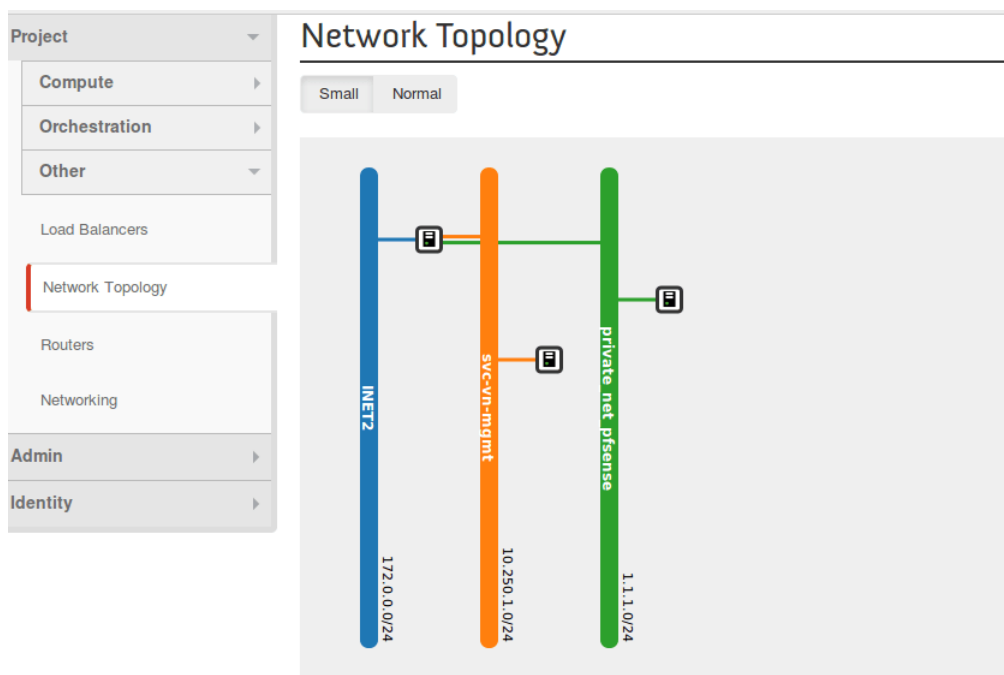 Project
Compute
Orchestration
Other
Load Balancers
Network Topology
Routers
Networking
Admin
Identity
Network Topology
Small Normal
INET2
172.0.0.0/24
svc-vn-mgmt
10.250.1.0/24
private_net_pfsense
1.1.1.0/24